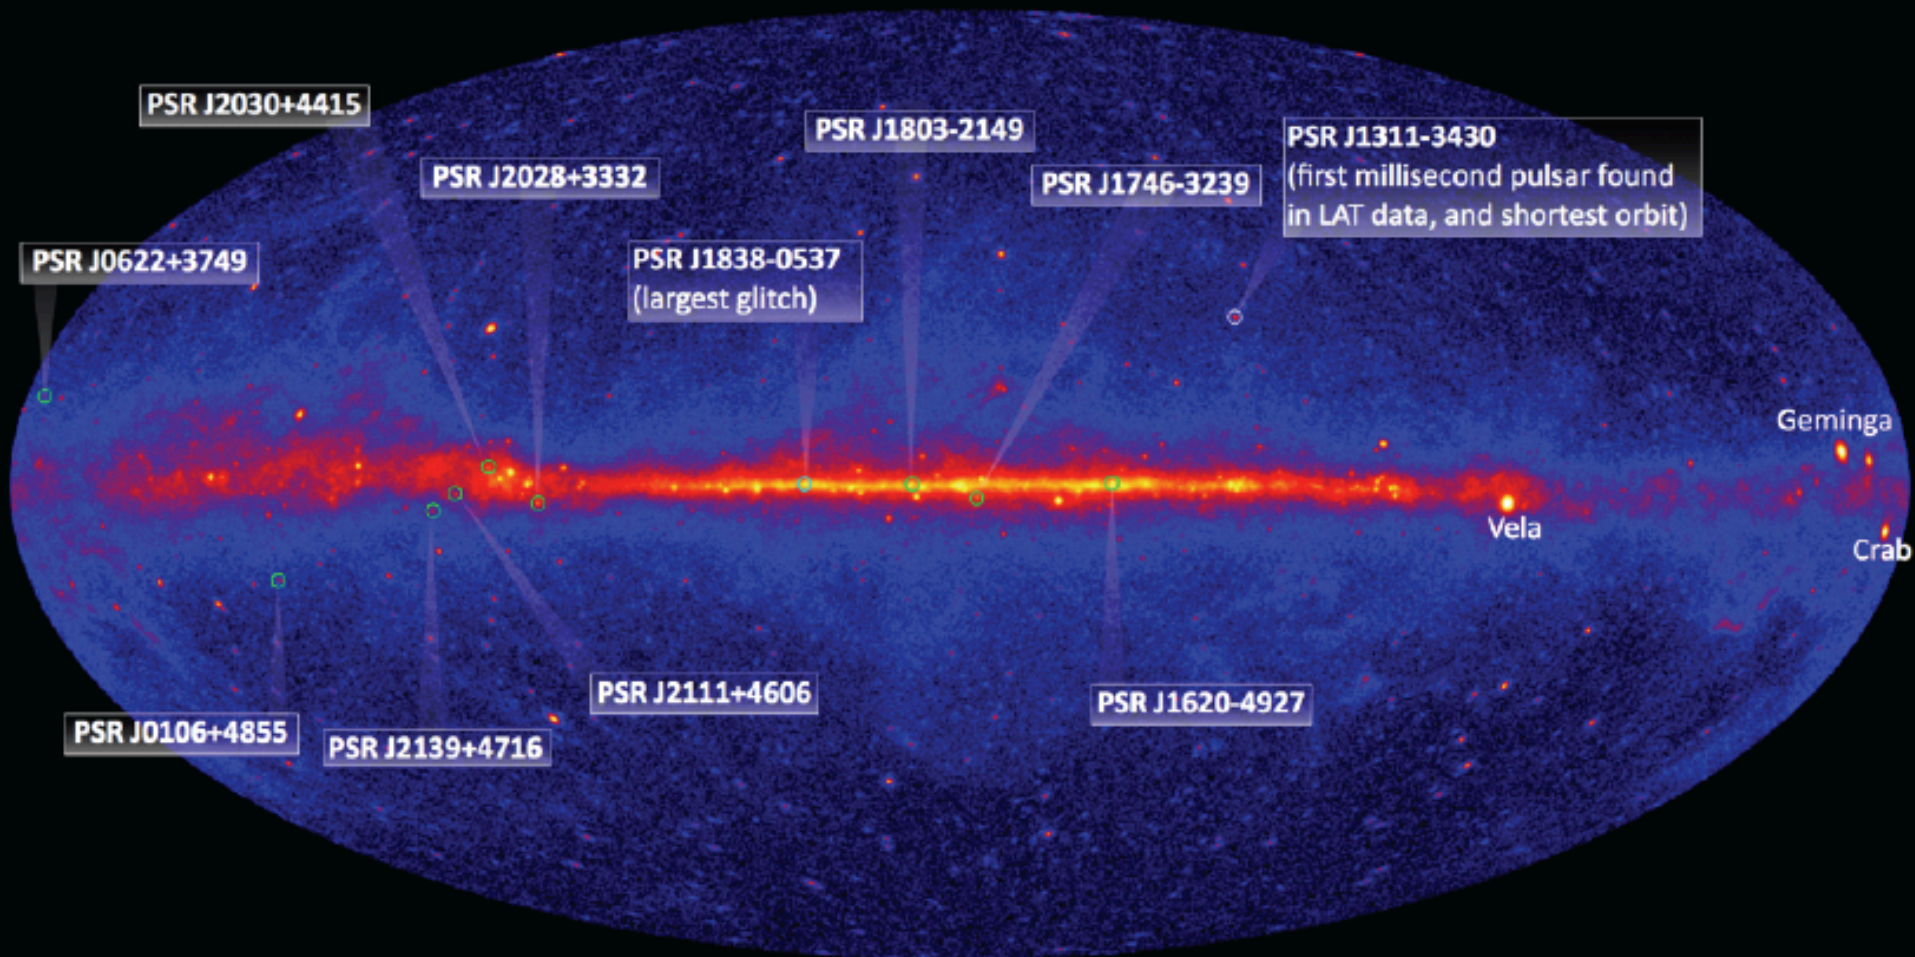 PSR J2030+4415
PSR J1803-2149
PSR J1311-3430
(first millisecond pulsar found
in LAT data, and shortest orbit)
PSR J2028+3332
PSR J1746-3239
PSR J0622+3749
PSR J1838-0537
(largest glitch)
Geminga
Vela
Crab
PSR J2111+4606
PSR J1620-4927
PSR J0106+4855
PSR J2139+4716